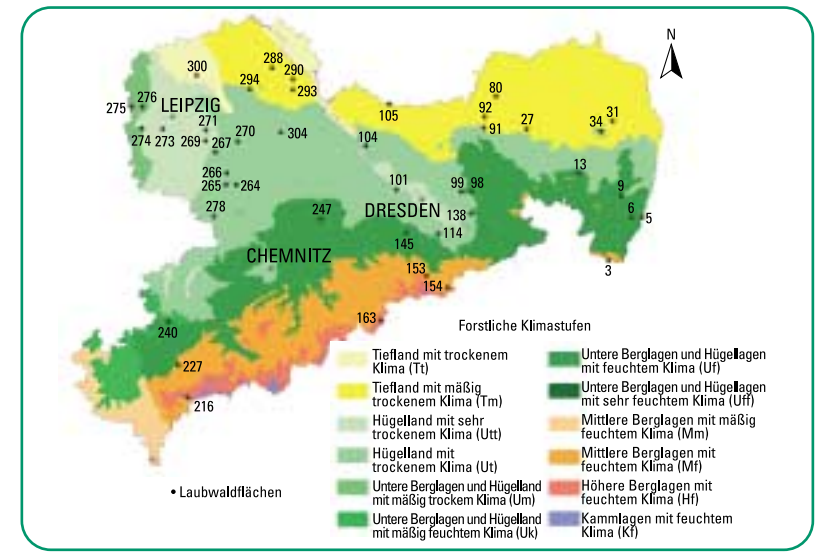 N
300
288
290
294
293
80
276
275
LEIPZIG
105
92
31
271
91
27
34
274
273
269
267
270
304
104
13
266
101
99
98
265
264
9
278
247
DRESDEN
138
6
5
145
114
CHEMNITZ
153
3
154
163
240
227
216
Forstliche Klimastufen
Tiefland mit trockenem
Klima (Tt)
Tiefland mit mäßig
trockenem Klima (Tm)
Hügelland mit sehr
trockenem Klima (Utt)
Hügelland mit
trockenem Klima (Ut)
Untere Berglagen und Hügelland
mit mäßig trockem Klima (Um)
Untere Berglagen und Hügelland
mit mäßig feuchtem Klima (Uk)
Untere Berglagen und Hügellagen
mit feuchtem Klima (Uf)
Untere Berglagen und Hügellagen
mit sehr feuchtem Klima (Uff)
Mittlere Berglagen mit mäßig
feuchtem Klima (Mm)
Mittlere Berglagen mit
feuchtem Klima (Mf)
Höhere Berglagen mit
feuchtem Klima (Hf)
Kammlagen mit feuchtem
Klima (Kf)
• Laubwaldflächen